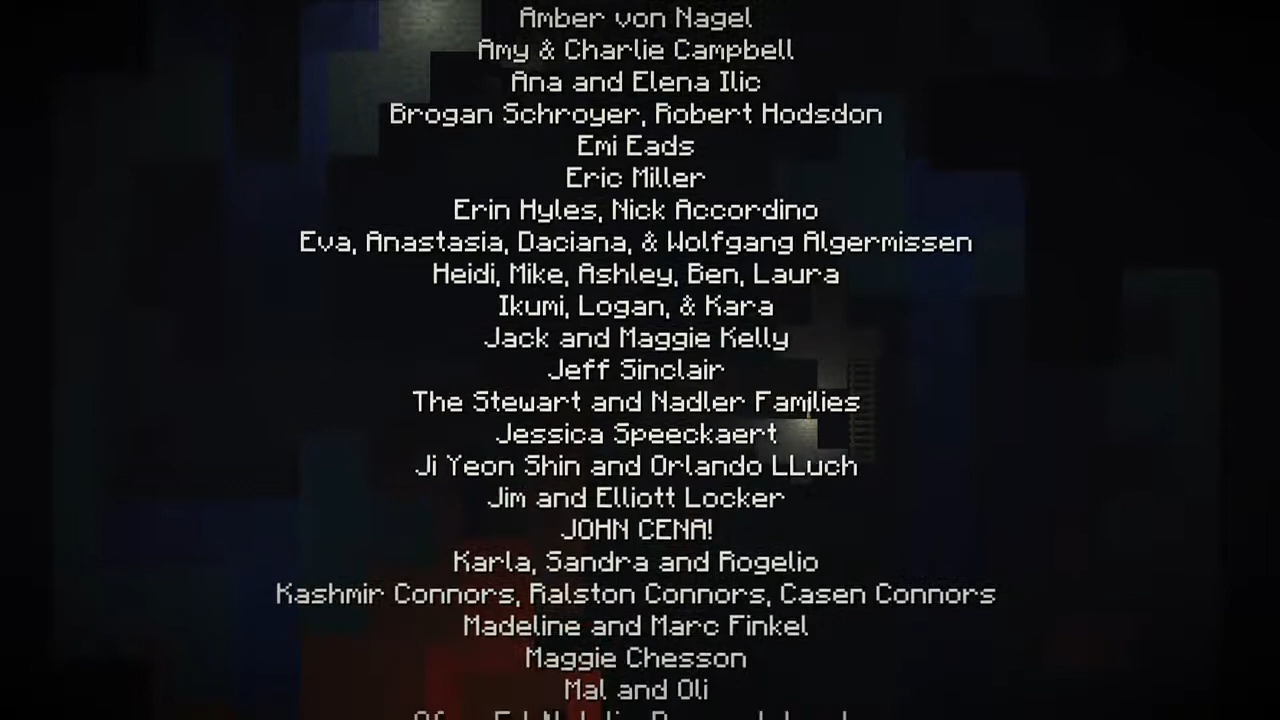 Amber von Nagel
Amy & Charlie Campbell
Ana and Elena Ilic
Brogan Schroyer, Robert Hodsdon
Emi Eads
Eric Miller
Erin Hyles, Nick Accordino
Eva, Anastasia, Daciana, & Wolfgang Algermissen
Heidi, Mike, Ashley, Ben, Laura
Ikumi, Logan, & Kara
Jack and Maggie Kelly
Jeff Sinclair
The Stewart and Nadler Families
Jessica Speeckaert
Ji Yeon Shin and Orlando LLuch
Jim and Elliott Locker
JOHN CENA!
Karla, Sandra and Rogelio
Kashmir Connors, Ralston Connors, Casen Connors
Madeline and Marc Finkel
Maggie Chesson
Mal and Oli